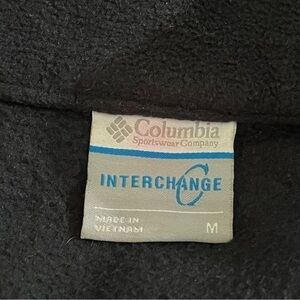 Columbia
Sportswear Company
INTERCHANGE
MADE IN
VIETNAM
M